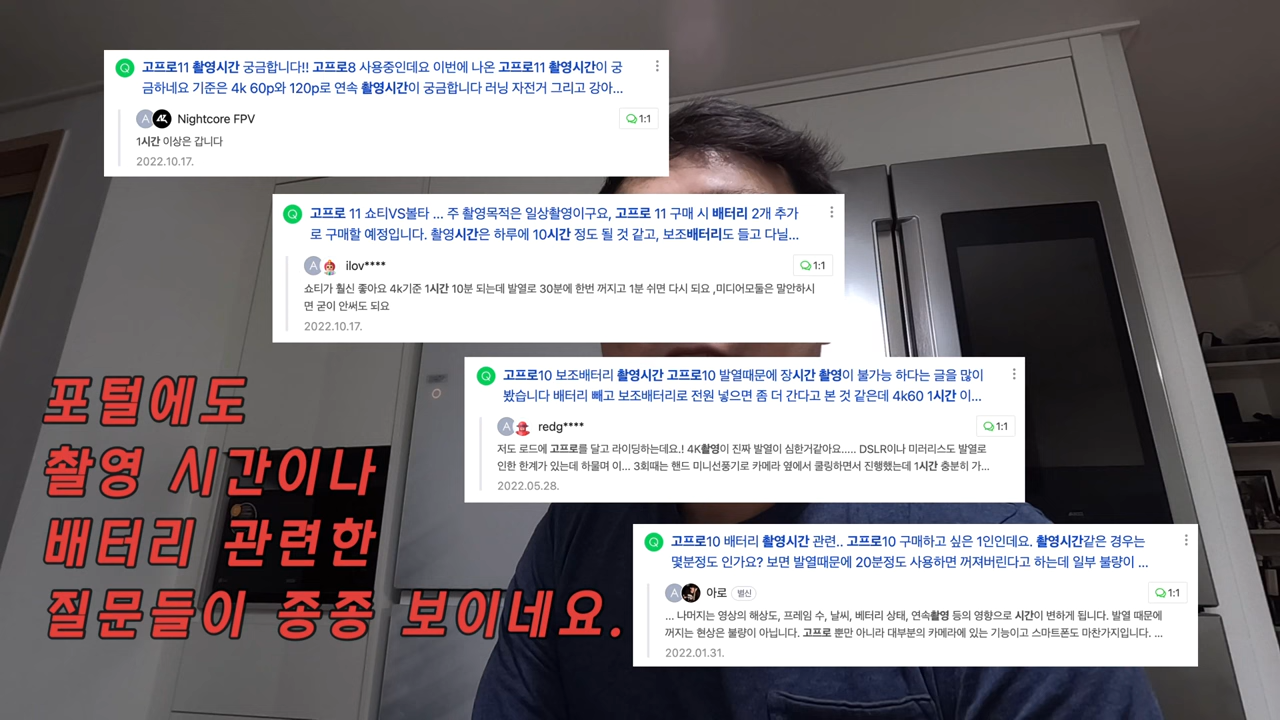 고프로11 촬영시간 궁금합니다!! 고프로8 사용중인데요 이번에 나온 고프로11 촬영시간이 궁
금하네요 기준은 4k 60p와 120p로 연속 촬영시간이 궁금합니다 러닝 자전거 그리고 강아...
A Nightcore FPV 1:1
1시간 이상은 갑니다
2022.10.17.
고프로 11 쇼티VS볼타 ... 주 촬영목적은 일상촬영이구요, 고프로 11 구매 시 배터리 2개 추가
로 구매할 예정입니다. 촬영시간은 하루에 10시간 정도 될 것 같고, 보조배터리도 들고 다닐...
A ilov**** 1:1
쇼티가 훨신 좋아요 4k기준 1시간 10분 되는데 발열로 30분에 한번 꺼지고 1분 쉬면 다시 되요 ,미디어모둘은 말안하시
면 굳이 안써도 되요
2022.10.17.
고프로10 보조배터리 촬영시간 고프로10 발열때문에 장시간 촬영이 불가능 하다는 글을 많이
봤습니다 배터리 빼고 보조배터리로 전원 넣으면 좀 더 간다고 본 것 같은데 4k60 1시간 이...
A redg**** 1:1
저도 로드에 고프로를 달고 라이딩하는데요.! 4K촬영이 진짜 발열이 심한거같아요..... DSLR이나 미러리스도 발열로
인한 한계가 있는데 하물며 이... 3회때는 핸드 미니선풍기로 카메라 옆에서 쿨링하면서 진행했는데 1시간 충분히 가...
2022.05.28.
고프로10 배터리 촬영시간 관련.. 고프로10 구매하고 싶은 1인인데요. 촬영시간같은 경우는
몇분정도 인가요? 보면 발열때문에 20분정도 사용하면 꺼져버린다고 하는데 일부 불량이 ...
A 아로 별신 1:1
... 나머지는 영상의 해상도, 프레임 수, 날씨, 베터리 상태, 연속촬영 등의 영향으로 시간이 변하게 됩니다. 발열 때문에
꺼지는 현상은 불량이 아닙니다. 고프로 뿐만 아니라 대부분의 카메라에 있는 기능이고 스마트폰도 마찬가지입니다. ...
2022.01.31.
포털에도
촬영 시간이나
배터리 관련한
질문들이 종종 보이네요.